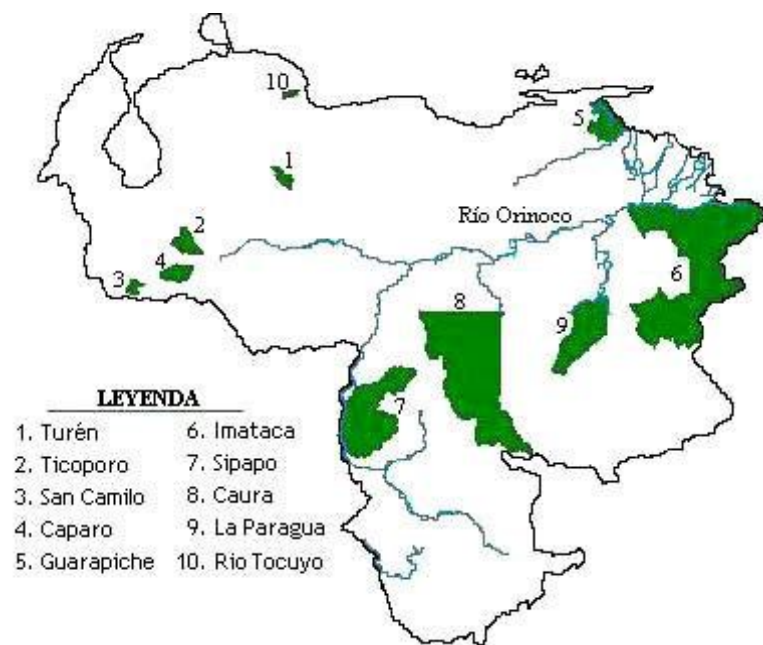 10
5
1
Río Orinoco
2
4
6
3
8
9
7
LEYENDA
1. Turén
2. Ticoporo
3. San Camilo
4. Caparo
5. Guarapiche
6. Imataca
7. Sipapo
8. Caura
9. La Paragua
10. Rio Tocuyo